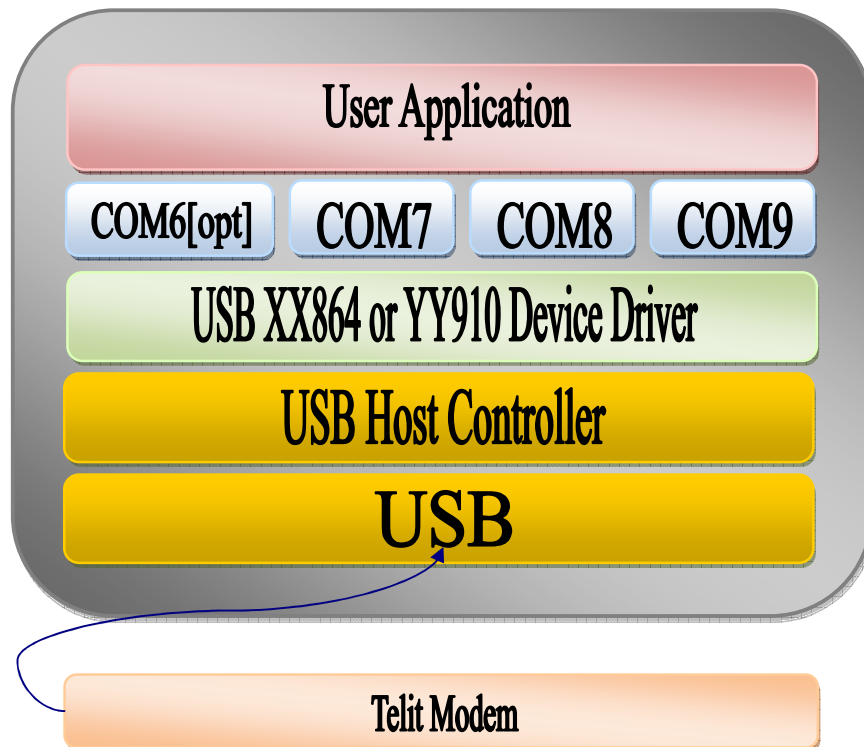 User Application
COM6[opt] COM7 COM8 COM9
USB XX864 or YY910 Device Driver
USB Host Controller
USB
Telit Modem